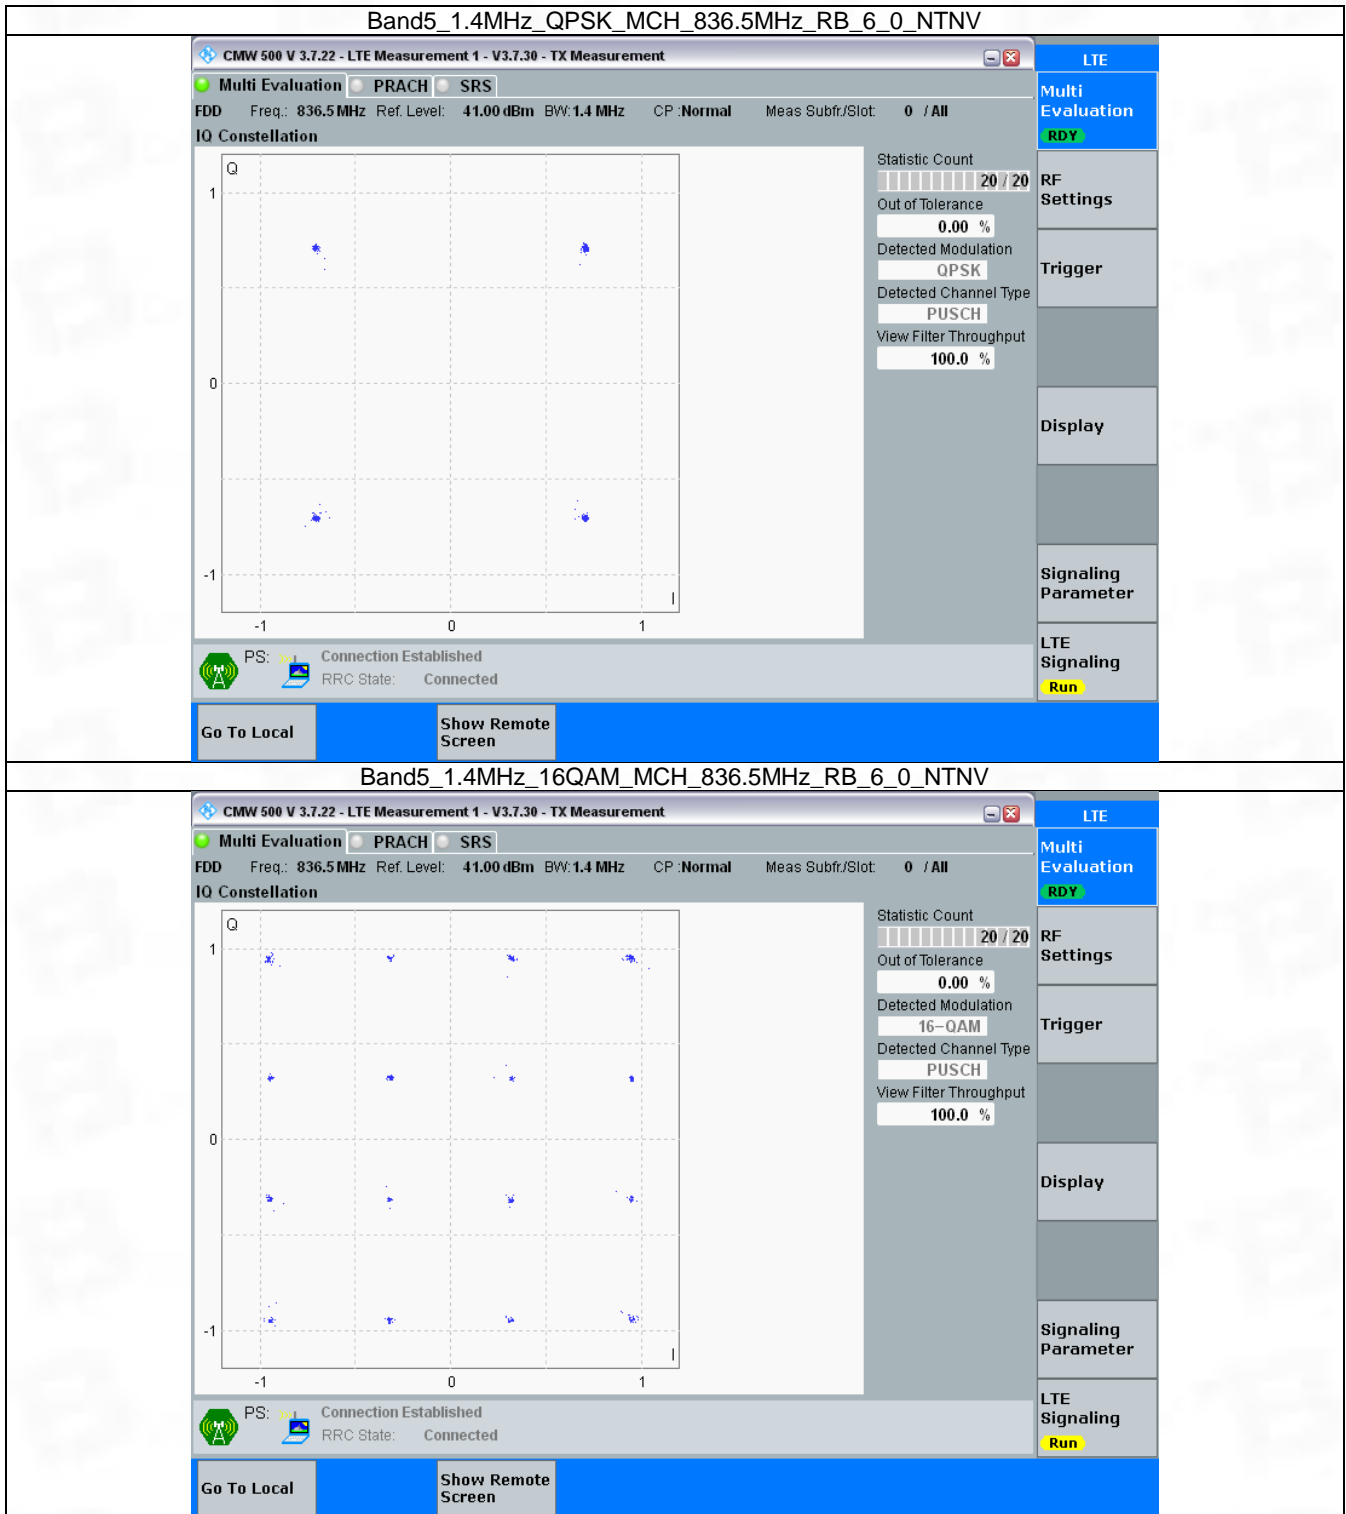 Band5_1.4MHz_QPSK_MCH_836.5MHz_RB_6_0_NTNV
CMW 500 V 3.7.22 - LTE Measurement 1 - V3.7.30 - TX Measurement
LTE
Multi Evaluation PRACH SRS
Multi
Evaluation
RDY
FDD Freq.: 836.5 MHz Ref. Level: 41.00 dBm BW: 1.4 MHz CP : Normal Meas Subfr./Slot: 0 / All
IQ Constellation
Q
1
0
-1
I
-1 0 1
Statistic Count
20 / 20
Out of Tolerance
0.00 %
Detected Modulation
QPSK
Detected Channel Type
PUSCH
View Filter Throughput
100.0 %
RF
Settings
Trigger
Display
Signaling
Parameter
LTE
Signaling
Run
PS: Connection Established
RRC State: Connected
Go To Local
Show Remote
Screen
Band5_1.4MHz_16QAM_MCH_836.5MHz_RB_6_0_NTNV
CMW 500 V 3.7.22 - LTE Measurement 1 - V3.7.30 - TX Measurement
LTE
Multi Evaluation PRACH SRS
Multi
Evaluation
RDY
FDD Freq.: 836.5 MHz Ref. Level: 41.00 dBm BW: 1.4 MHz CP : Normal Meas Subfr./Slot: 0 / All
IQ Constellation
Q
1
0
-1
I
-1 0 1
Statistic Count
20 / 20
Out of Tolerance
0.00 %
Detected Modulation
16-QAM
Detected Channel Type
PUSCH
View Filter Throughput
100.0 %
RF
Settings
Trigger
Display
Signaling
Parameter
LTE
Signaling
Run
PS: Connection Established
RRC State: Connected
Go To Local
Show Remote
Screen